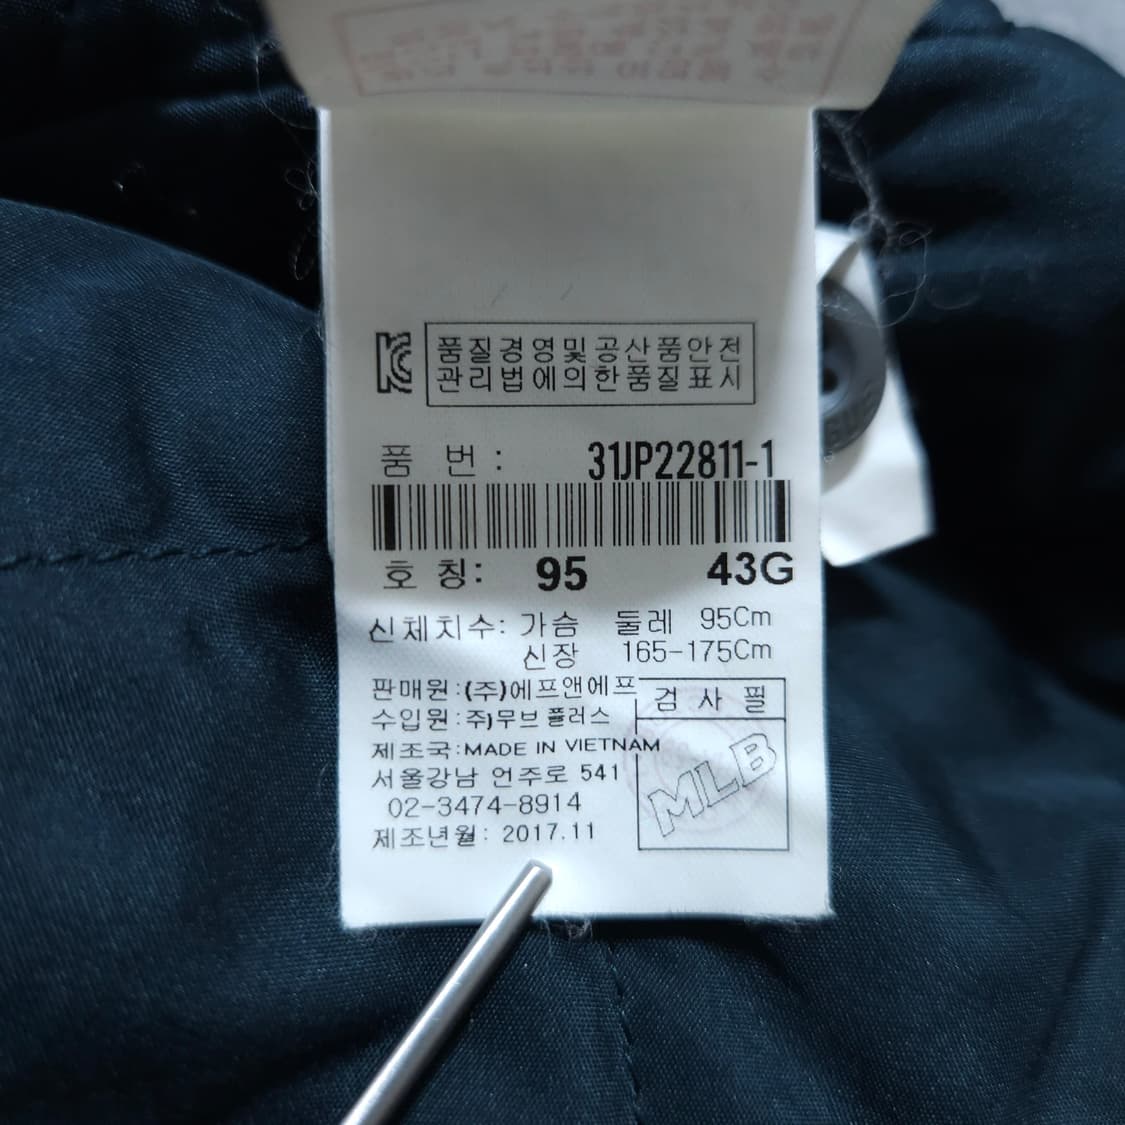 품질경영및공산품안전
관리법에의한품질표시
품 번 : 31JP22811-1
호 칭: 95 43G
신체치수: 가슴 둘레 95Cm
신장 165-175Cm
판매원:(주)에프앤에프
수입원:주)무브플러스
제조국:MADE IN VIETNAM
서울강남 언주로 541
02-3474-8914
제조년월: 2017.11
검 사 필
MLB